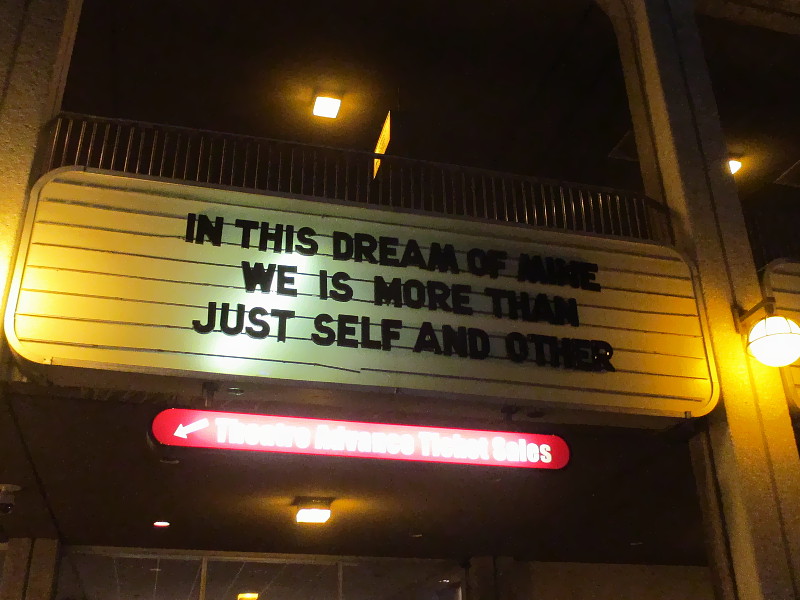 IN THIS DREAM OF MINE
WE IS MORE THAN
JUST SELF AND OTHER
Theatre Advance Ticket Sales